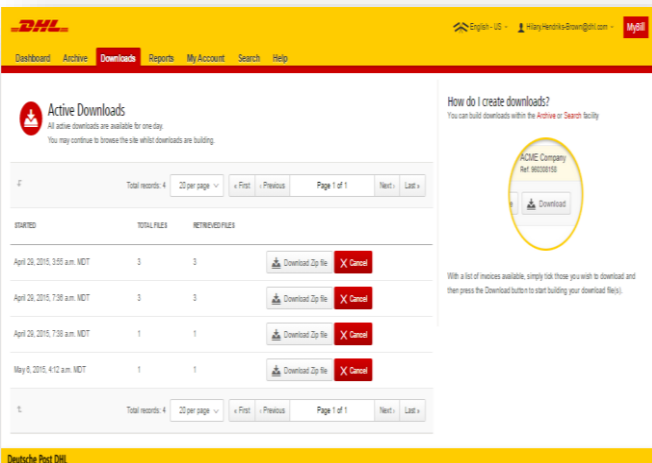 DHL
English - US
HilaryHendriks-Brown@dhl.com
MyBill
Dashboard Archive Downloads Reports My Account Search Help
Active Downloads
All active downloads are available for one day.
You may continue to browse the site whilst downloads are building.
Total records: 4 20 per page « First ‹ Previous Page 1 of 1 Next › Last »
STARTED TOTAL FILES RETRIEVED FILES
April 29, 2015, 3:55 a.m. MDT 3 3 Download Zip file X Cancel
April 29, 2015, 7:36 a.m. MDT 3 3 Download Zip file X Cancel
April 29, 2015, 7:38 a.m. MDT 1 1 Download Zip file X Cancel
May 6, 2015, 4:12 a.m. MDT 1 1 Download Zip file X Cancel
Total records: 4 20 per page « First ‹ Previous Page 1 of 1 Next › Last »
How do I create downloads?
You can build downloads within the Archive or Search facility
ACME Company
Ref: 960308158
Download
With a list of invoices available, simply tick those you wish to download and
then press the Download button to start building your download file(s).
Deutsche Post DHL